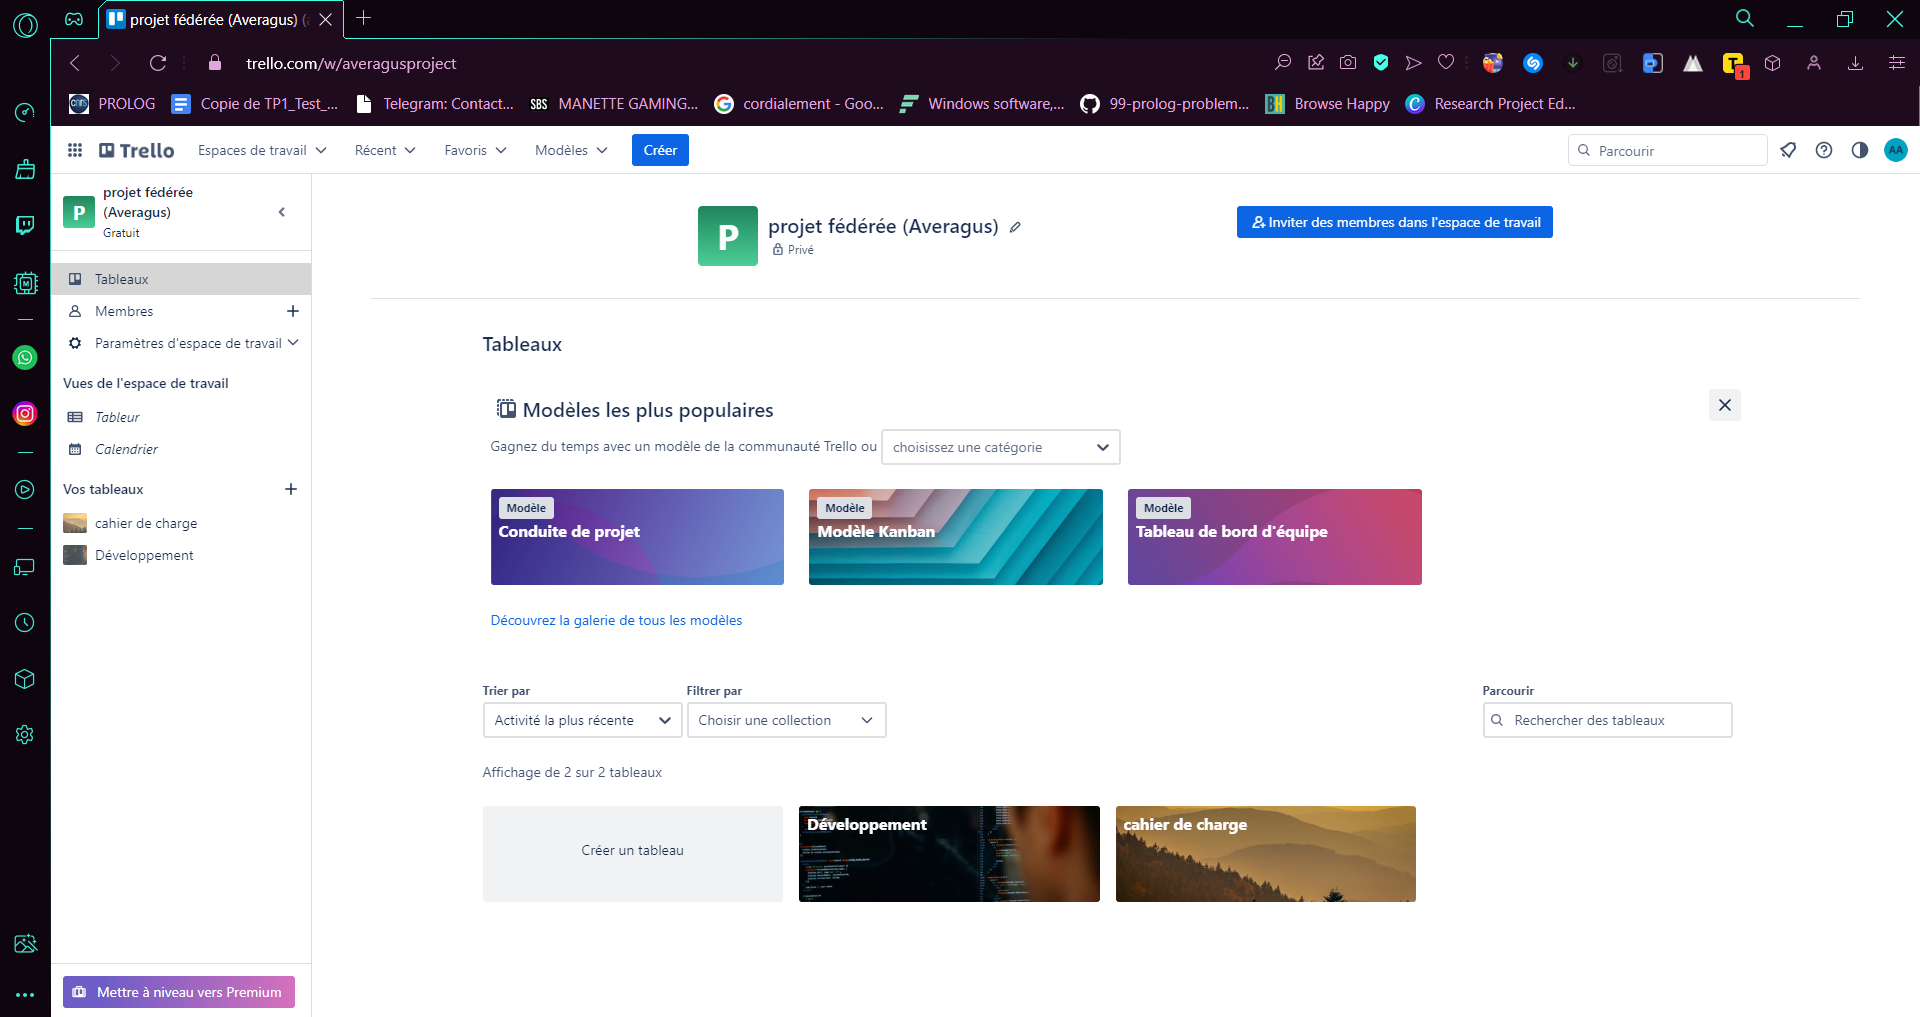 projet fédérée (Averagus) (
trello.com/w/averagusproject
1
PROLOG
Copie de TP1_Test_...
Telegram: Contact...
SBS MANETTE GAMING...
cordialement - Goo...
Windows software,...
99-prolog-problem...
BH Browse Happy
Research Project Ed...
Trello
Espaces de travail
Récent
Favoris
Modèles
Créer
Parcourir
AA
P
projet fédérée
(Averagus)
Gratuit
Tableaux
Membres
Paramètres d'espace de travail
Vues de l'espace de travail
Tableur
Calendrier
Vos tableaux
cahier de charge
Développement
Mettre à niveau vers Premium
P
projet fédérée (Averagus)
Privé
Inviter des membres dans l'espace de travail
Tableaux
Modèles les plus populaires
Gagnez du temps avec un modèle de la communauté Trello ou choisissez une catégorie
Modèle
Conduite de projet
Modèle
Modèle Kanban
Modèle
Tableau de bord d'équipe
Découvrez la galerie de tous les modèles
Trier par
Activité la plus récente
Filtrer par
Choisir une collection
Parcourir
Rechercher des tableaux
Affichage de 2 sur 2 tableaux
Créer un tableau
Développement
cahier de charge